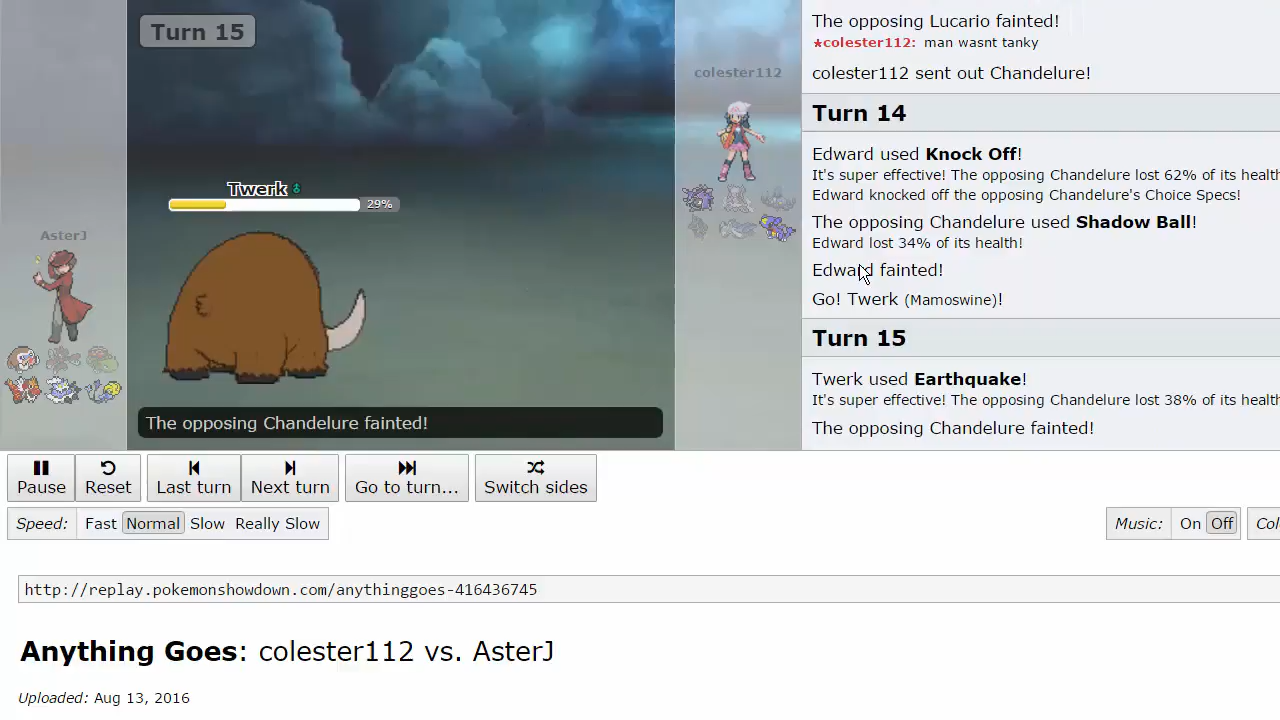 Turn 15
colester112
AsterJ
Twerk
29%
The opposing Chandelure fainted!
The opposing Lucario fainted!
★colester112: man wasnt tanky
colester112 sent out Chandelure!
Turn 14
Edward used Knock Off!
It's super effective! The opposing Chandelure lost 62% of its health
Edward knocked off the opposing Chandelure's Choice Specs!
The opposing Chandelure used Shadow Ball!
Edward lost 34% of its health!
Edward fainted!
Go! Twerk (Mamoswine)!
Turn 15
Twerk used Earthquake!
It's super effective! The opposing Chandelure lost 38% of its health
The opposing Chandelure fainted!
Pause Reset Last turn Next turn Go to turn... Switch sides
Speed: Fast Normal Slow Really Slow
Music: On Off
http://replay.pokemonshowdown.com/anythinggoes-416436745
Anything Goes: colester112 vs. AsterJ
Uploaded: Aug 13, 2016